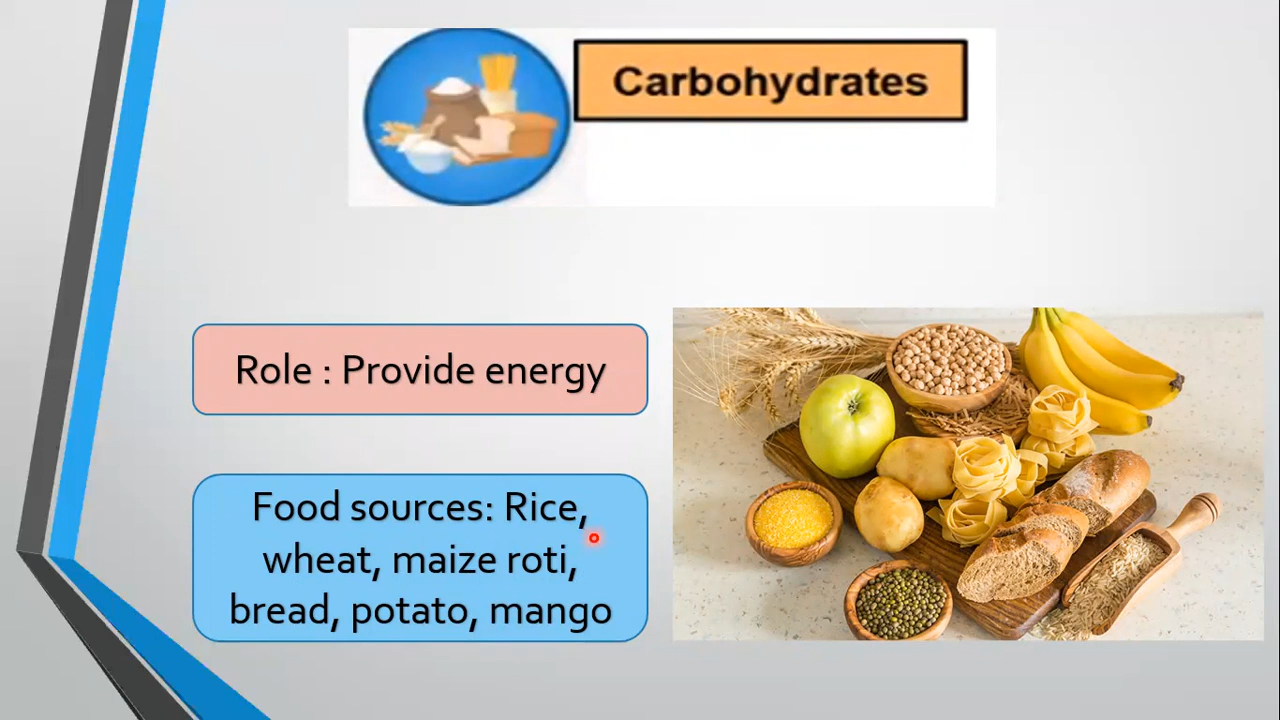 Carbohydrates
Role : Provide energy
Food sources: Rice,
wheat, maize roti,
bread, potato, mango